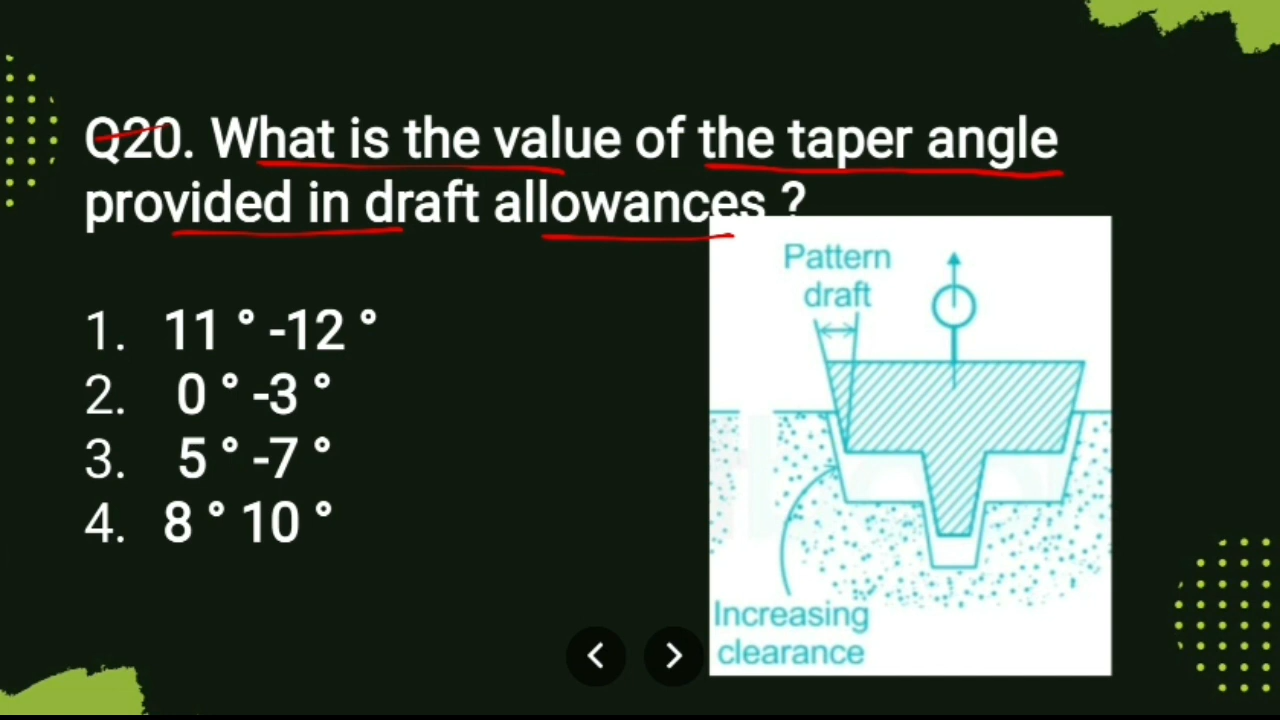 Q20. What is the value of the taper angle
provided in draft allowances ?
1. 11 ° -12 °
2. 0 ° -3 °
3. 5 ° -7 °
4. 8 ° 10 °
Pattern
draft
Increasing
clearance